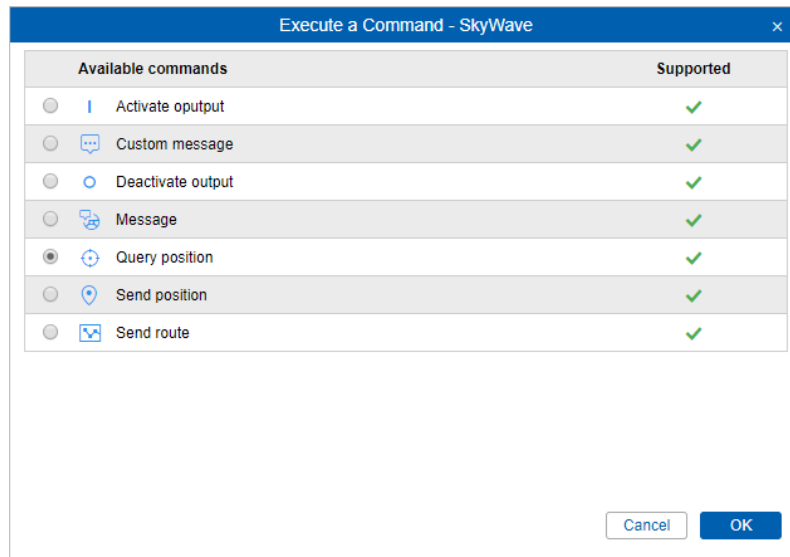 Execute a Command - SkyWave ×
Available commands Supported
Activate oputput
Custom message
Deactivate output
Message
Query position
Send position
Send route
Cancel OK